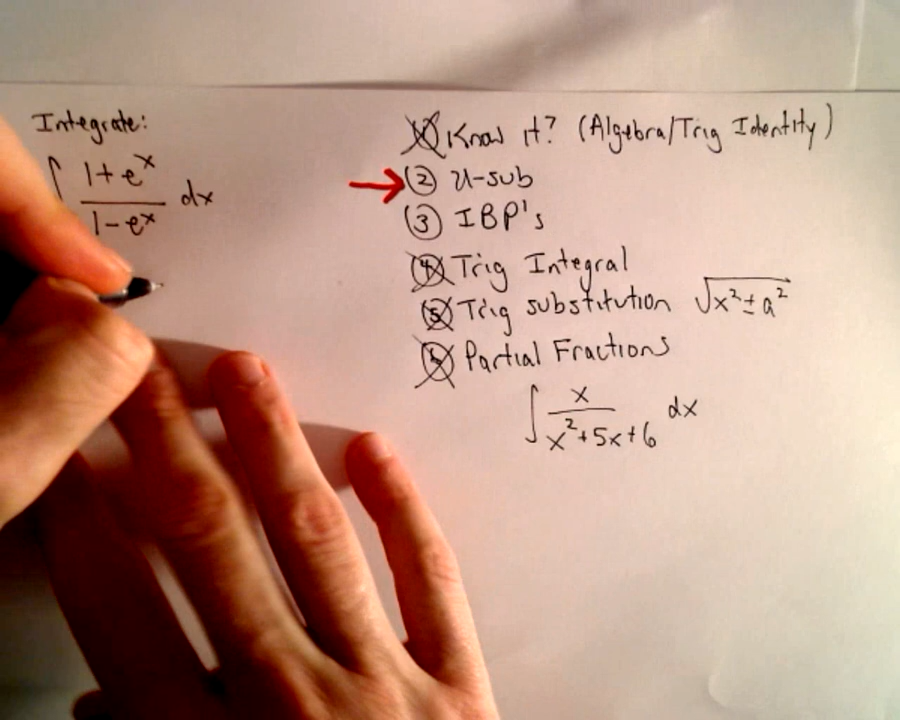 Integrate:
∫ (1+e^x)/(1-e^x) dx
(1) Know it? (Algebra/Trig Identity)
(2) U-sub
(3) IBP's
(4) Trig Integral
(5) Trig substitution √(x²±a²)
(6) Partial Fractions
∫ x/(x²+5x+6) dx